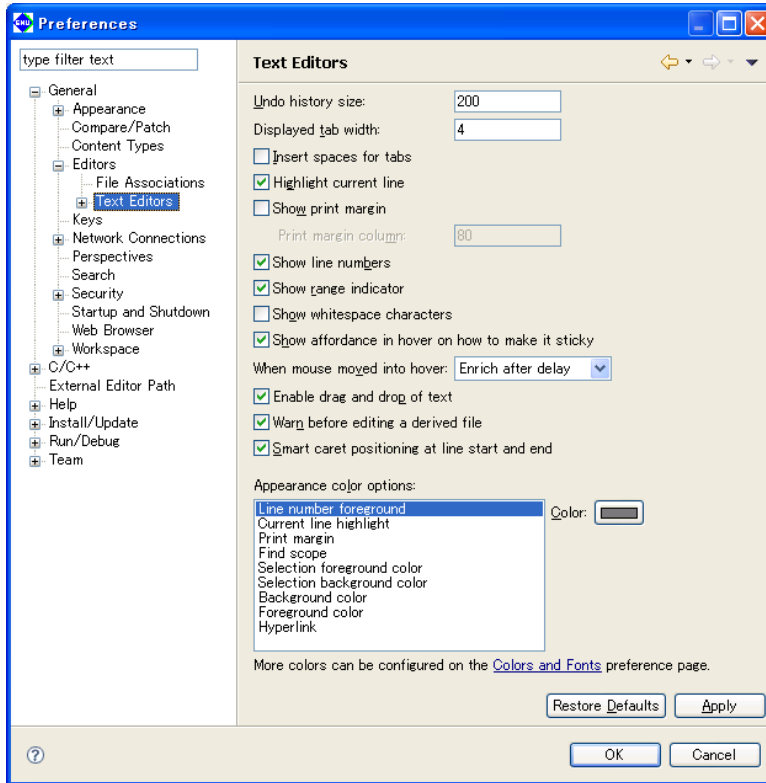 Preferences
type filter text
General
Appearance
Compare/Patch
Content Types
Editors
File Associations
Text Editors
Keys
Network Connections
Perspectives
Search
Security
Startup and Shutdown
Web Browser
Workspace
C/C++
External Editor Path
Help
Install/Update
Run/Debug
Team
Text Editors
Undo history size: 200
Displayed tab width: 4
Insert spaces for tabs
Highlight current line
Show print margin
Print margin column: 80
Show line numbers
Show range indicator
Show whitespace characters
Show affordance in hover on how to make it sticky
When mouse moved into hover: Enrich after delay
Enable drag and drop of text
Warn before editing a derived file
Smart caret positioning at line start and end
Appearance color options:
Line number foreground
Current line highlight
Print margin
Find scope
Selection foreground color
Selection background color
Background color
Foreground color
Hyperlink
Color:
More colors can be configured on the Colors and Fonts preference page.
Restore Defaults Apply
? OK Cancel